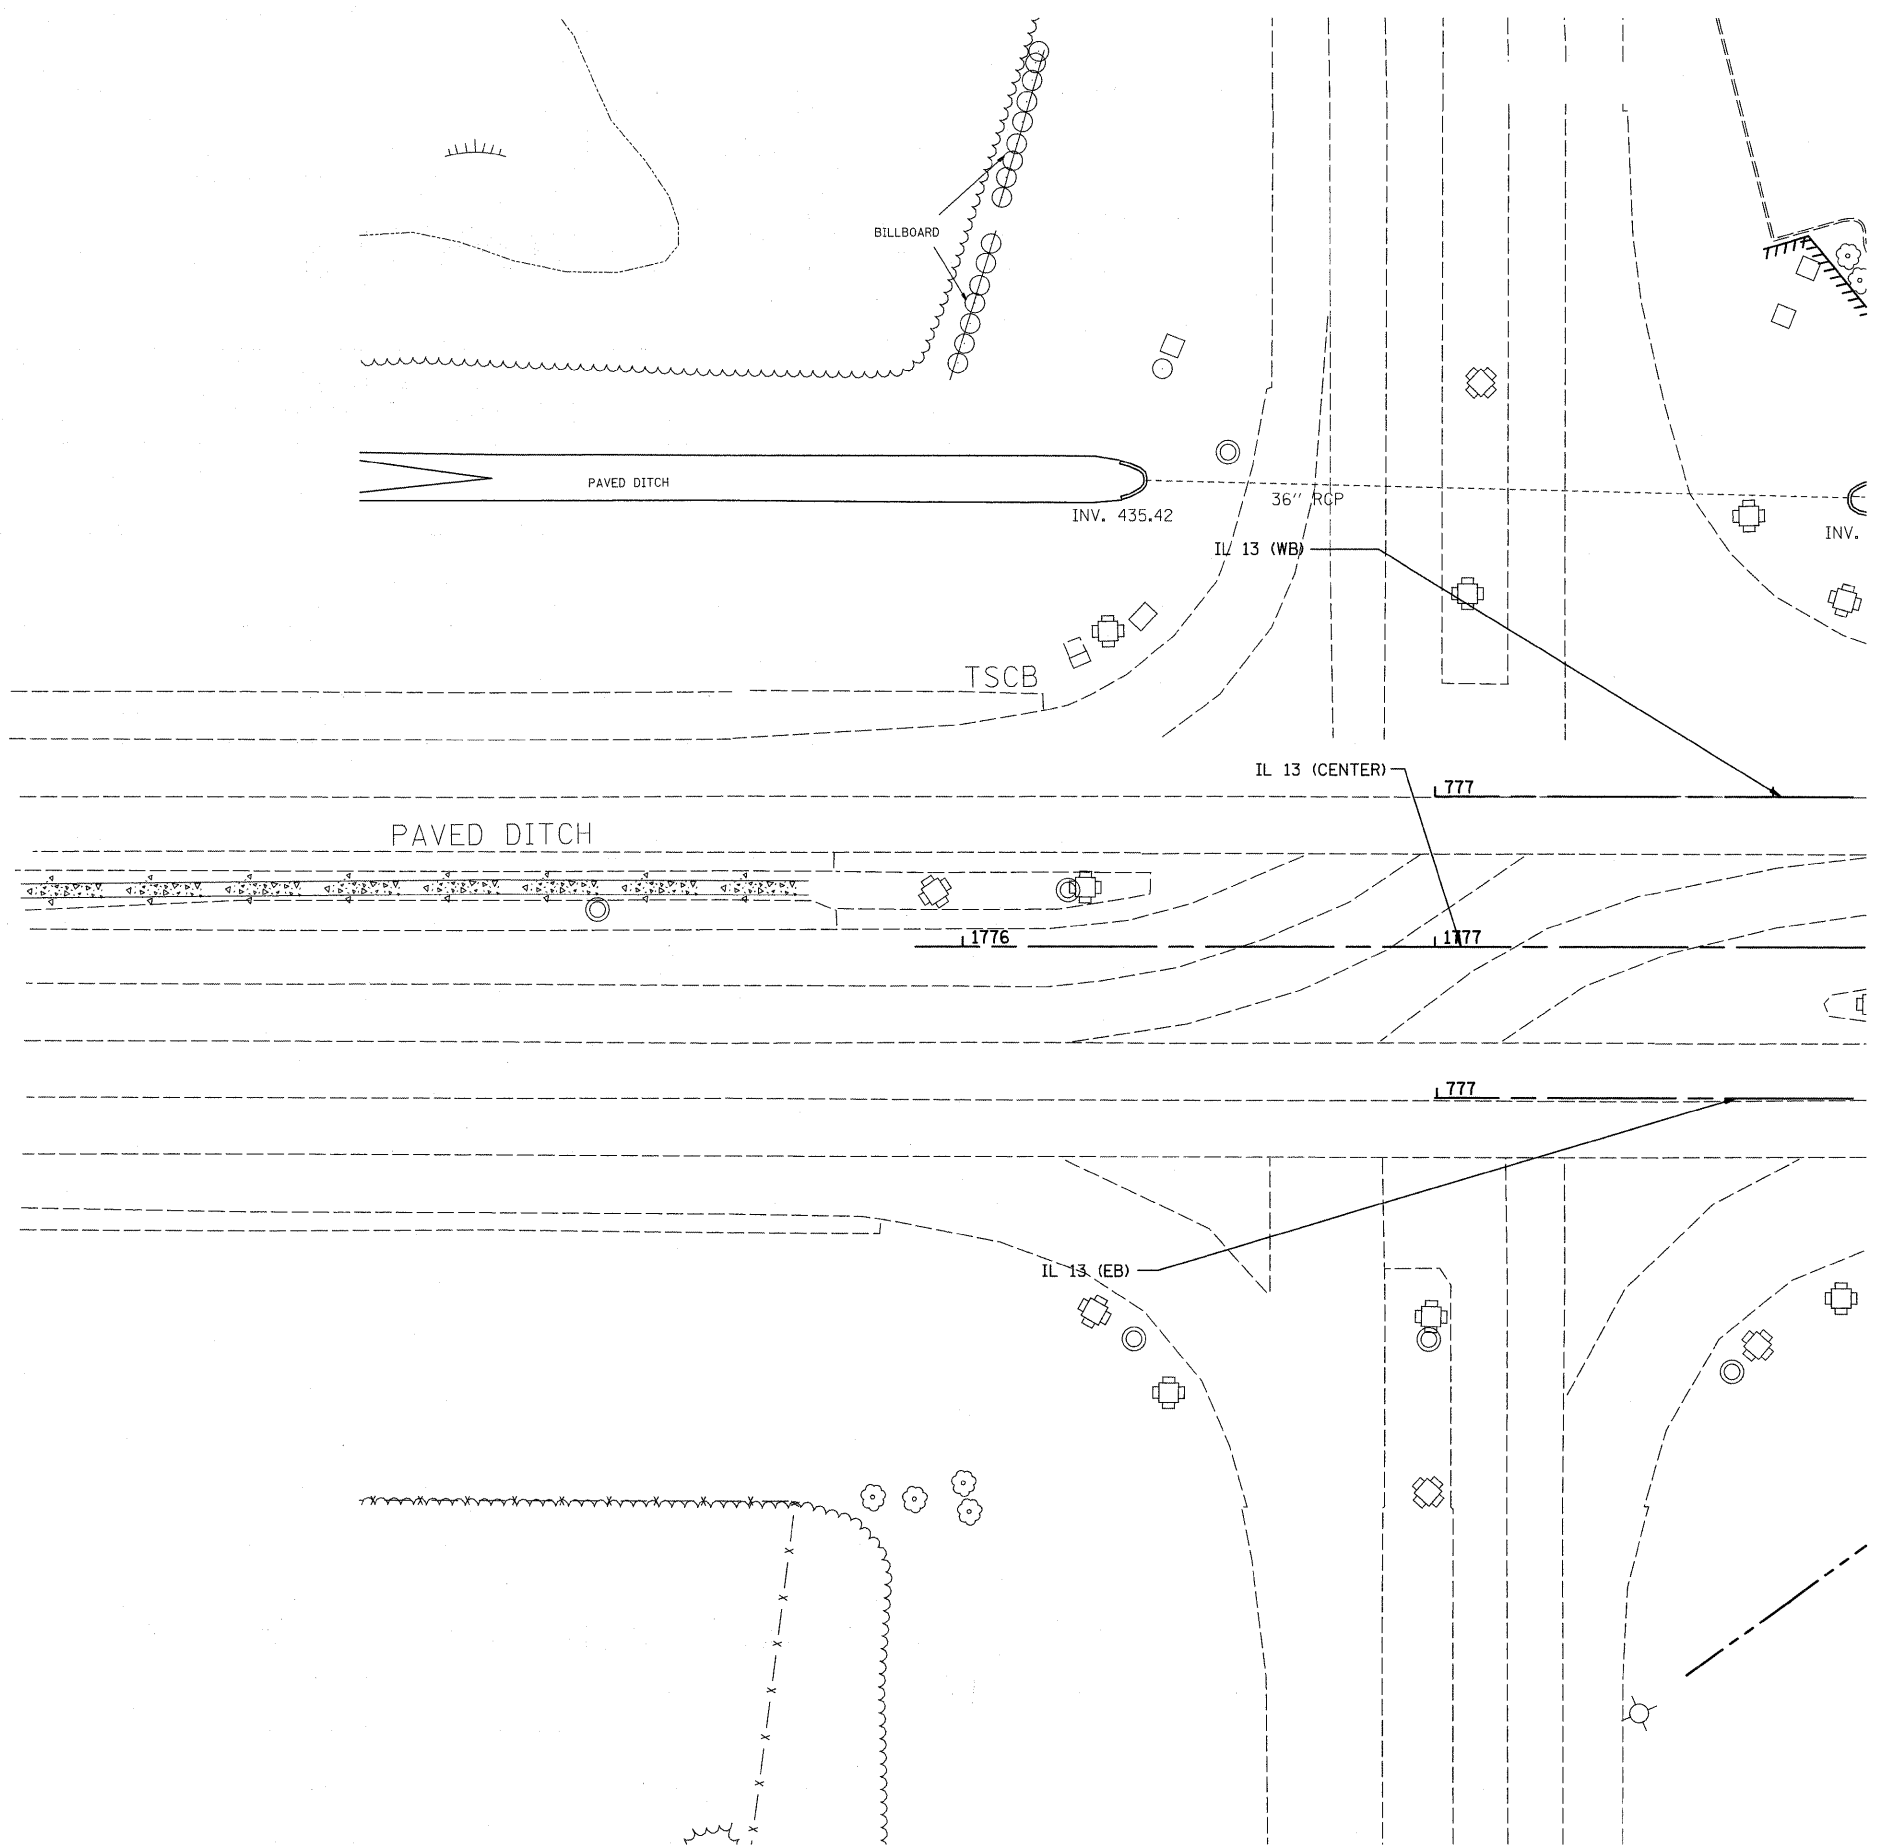 BILLBOARD
PAVED DITCH
36" RCP
INV. 435.42
INV.
IL 13 (WB)
TSCB
IL 13 (CENTER)
777
PAVED DITCH
1776
1777
777
IL 13 (EB)